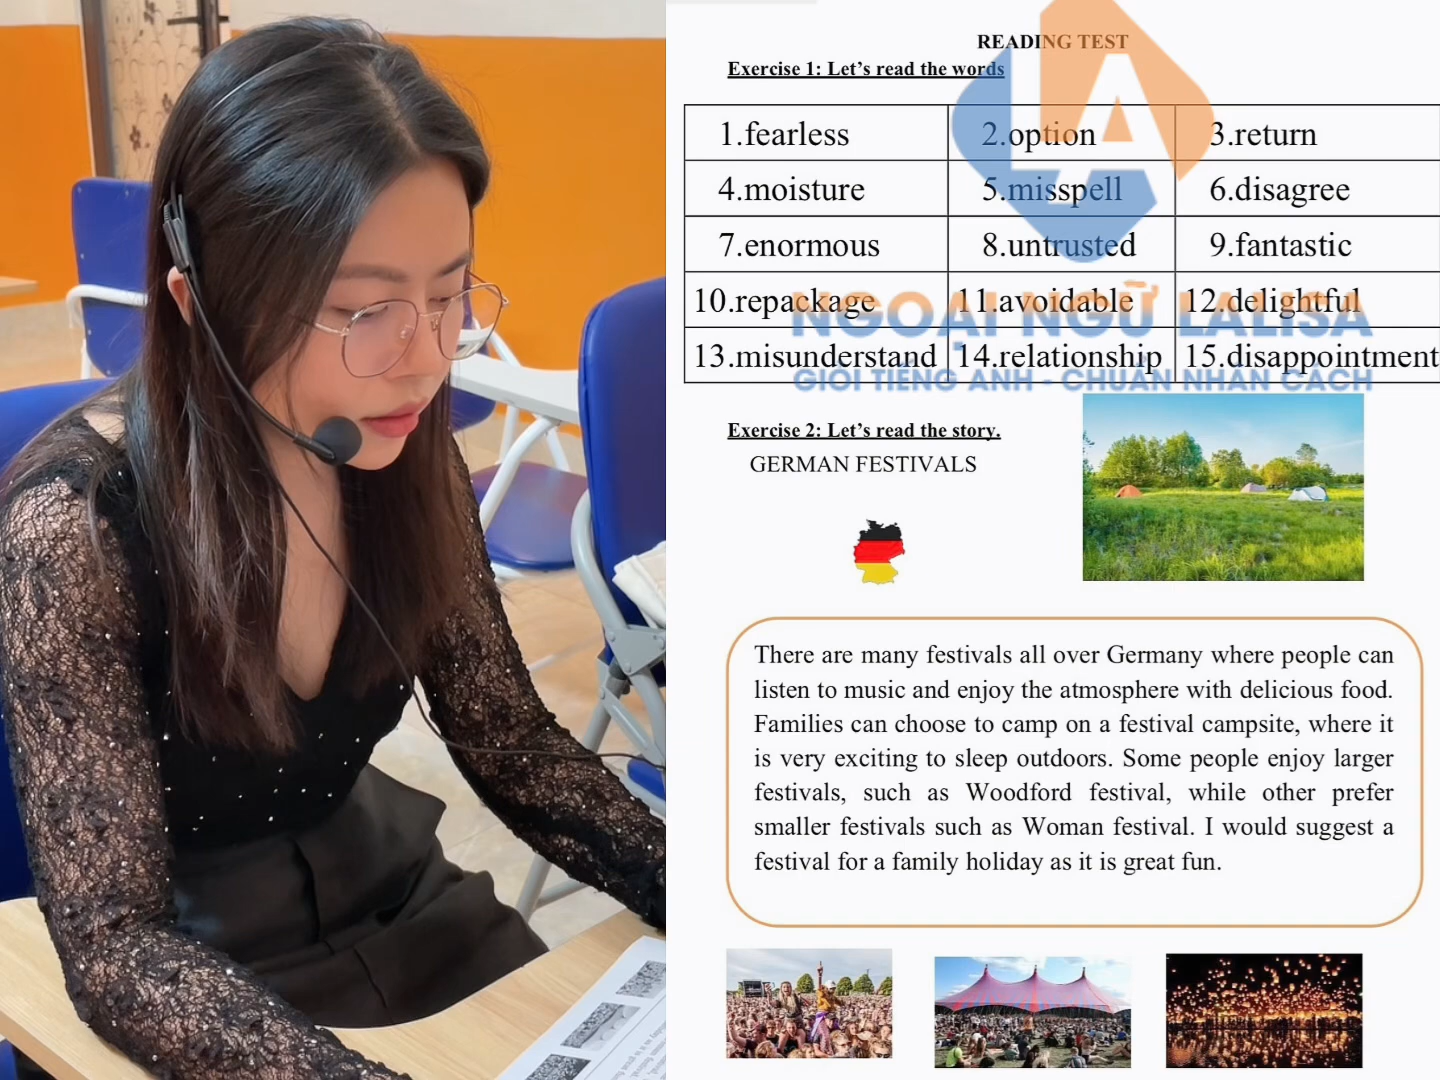 READING TEST
Exercise 1: Let's read the words
1.fearless 2.option 3.return
4.moisture 5.misspell 6.disagree
7.enormous 8.untrusted 9.fantastic
10.repackage 11.avoidable 12.delightful
13.misunderstand 14.relationship 15.disappointment
NGOẠI NGỮ LALISA
GIỎI TIẾNG ANH - CHUẨN NHÂN CÁCH
Exercise 2: Let's read the story.
GERMAN FESTIVALS
There are many festivals all over Germany where people can
listen to music and enjoy the atmosphere with delicious food.
Families can choose to camp on a festival campsite, where it
is very exciting to sleep outdoors. Some people enjoy larger
festivals, such as Woodford festival, while other prefer
smaller festivals such as Woman festival. I would suggest a
festival for a family holiday as it is great fun.